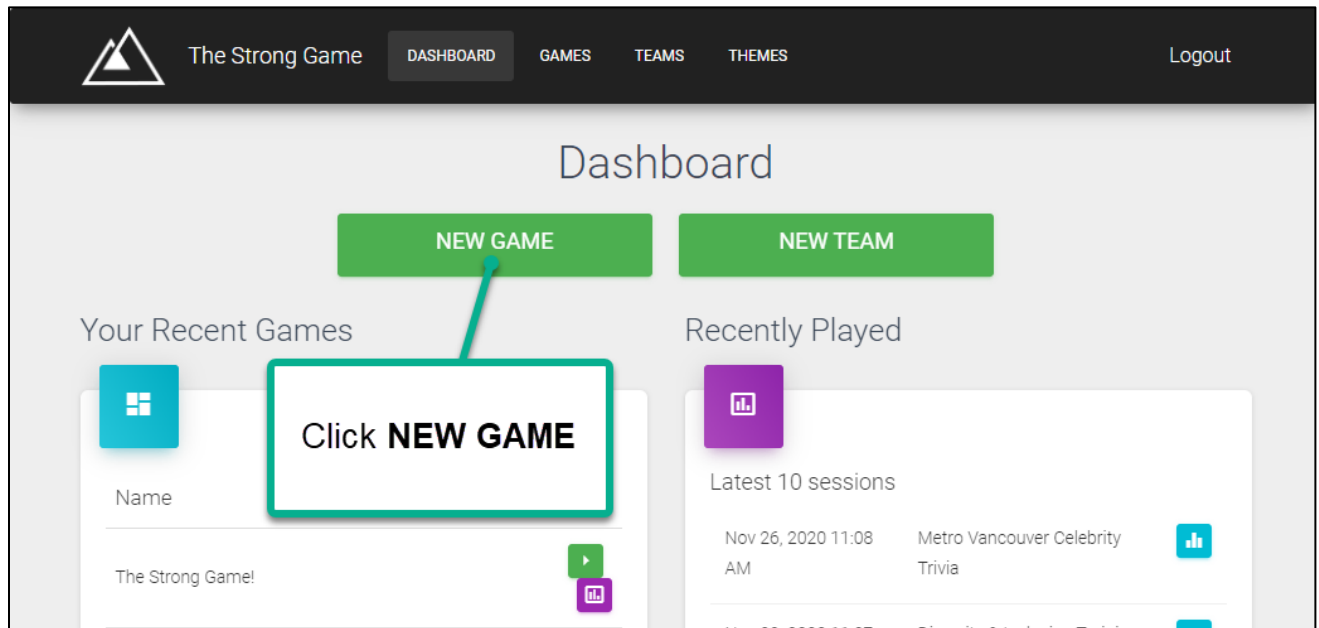 The Strong Game
DASHBOARD
GAMES
TEAMS
THEMES
Logout
Dashboard
NEW GAME
NEW TEAM
Your Recent Games
Recently Played
Click NEW GAME
Name
The Strong Game!
Latest 10 sessions
Nov 26, 2020 11:08
AM
Metro Vancouver Celebrity
Trivia